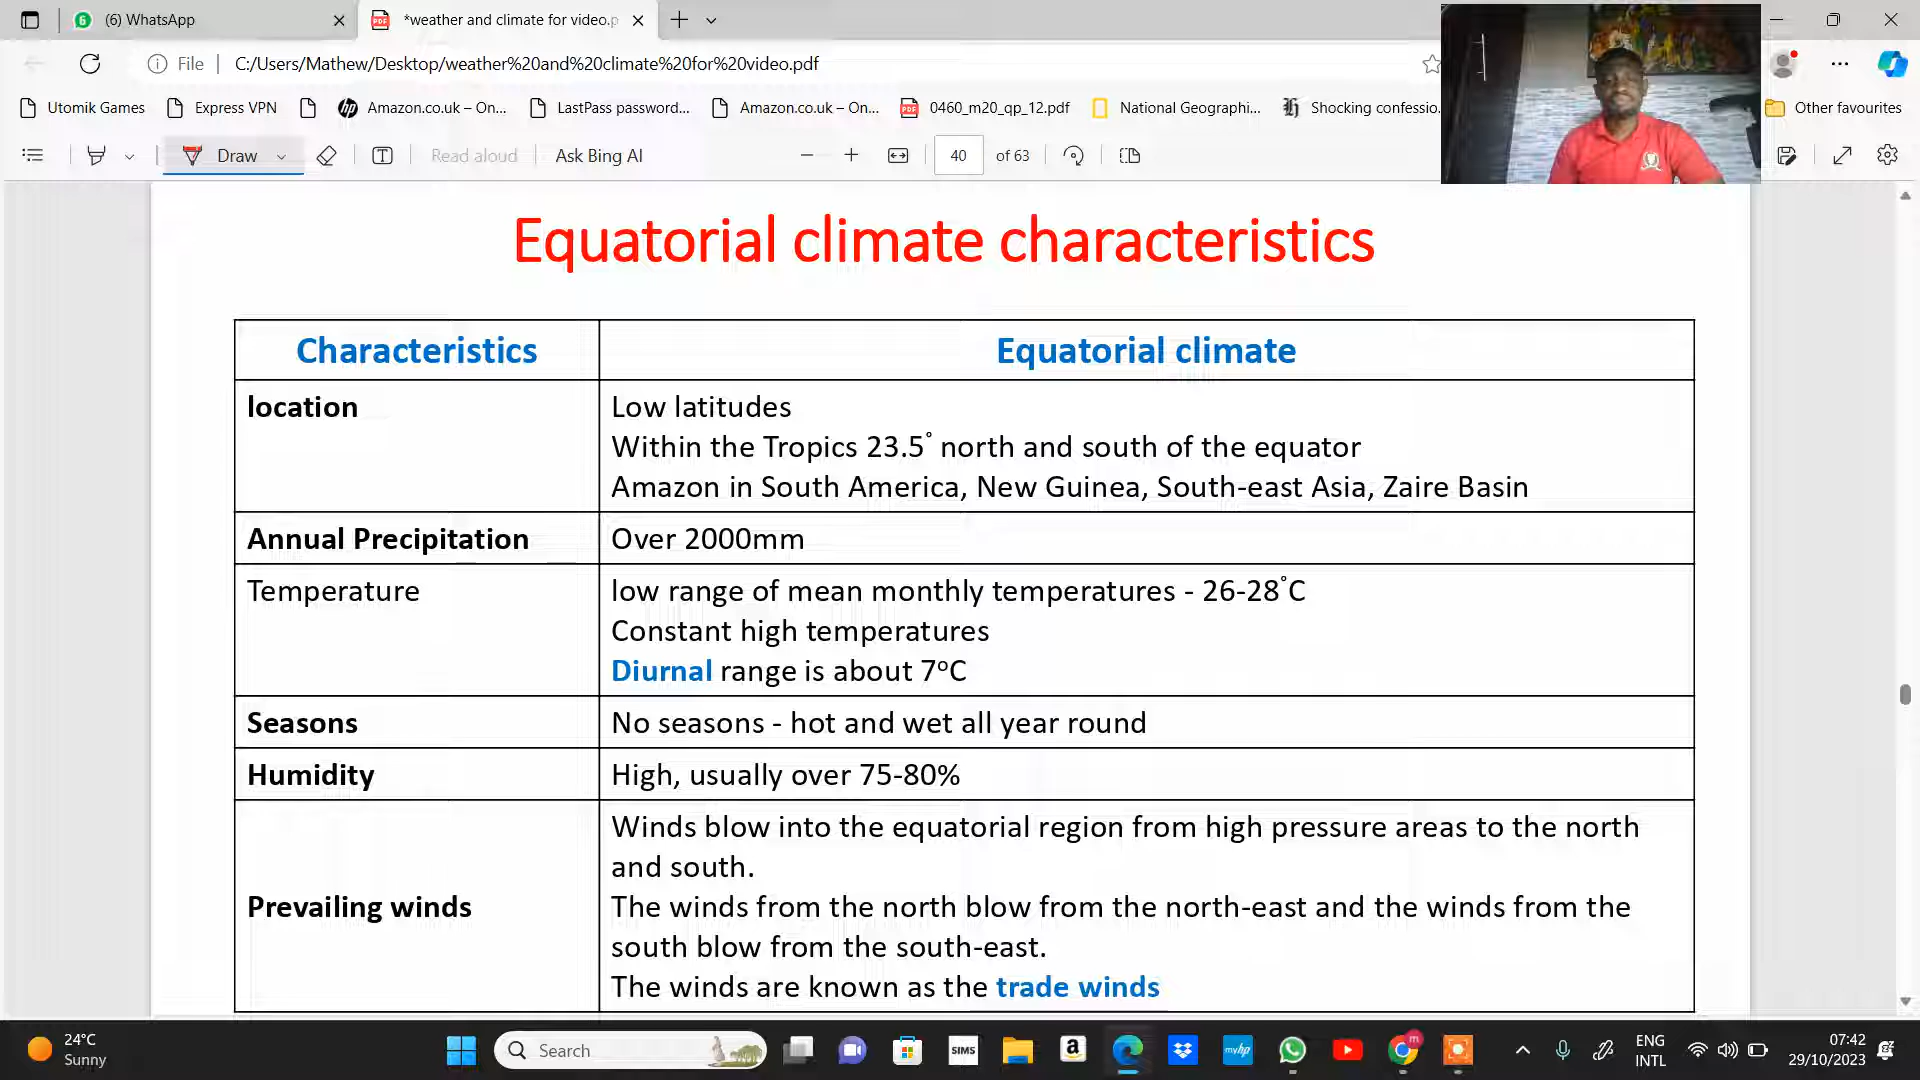 (6) WhatsApp
*weather and climate for video.p
File
C:/Users/Mathew/Desktop/weather%20and%20climate%20for%20video.pdf
Utomik Games
Express VPN
Amazon.co.uk – On...
LastPass password...
Amazon.co.uk – On...
0460_m20_qp_12.pdf
National Geographi...
Shocking confessio.
Other favourites
Draw
Read aloud
Ask Bing AI
40
of 63
Equatorial climate characteristics
Characteristics
Equatorial climate
location
Low latitudes
Within the Tropics 23.5° north and south of the equator
Amazon in South America, New Guinea, South-east Asia, Zaire Basin
Annual Precipitation
Over 2000mm
Temperature
low range of mean monthly temperatures - 26-28°C
Constant high temperatures
Diurnal range is about 7ºC
Seasons
No seasons - hot and wet all year round
Humidity
High, usually over 75-80%
Prevailing winds
Winds blow into the equatorial region from high pressure areas to the north
and south.
The winds from the north blow from the north-east and the winds from the
south blow from the south-east.
The winds are known as the trade winds
24°C
Sunny
Search
SIMS
a
myhp
m
ENG
INTL
07:42
29/10/2023